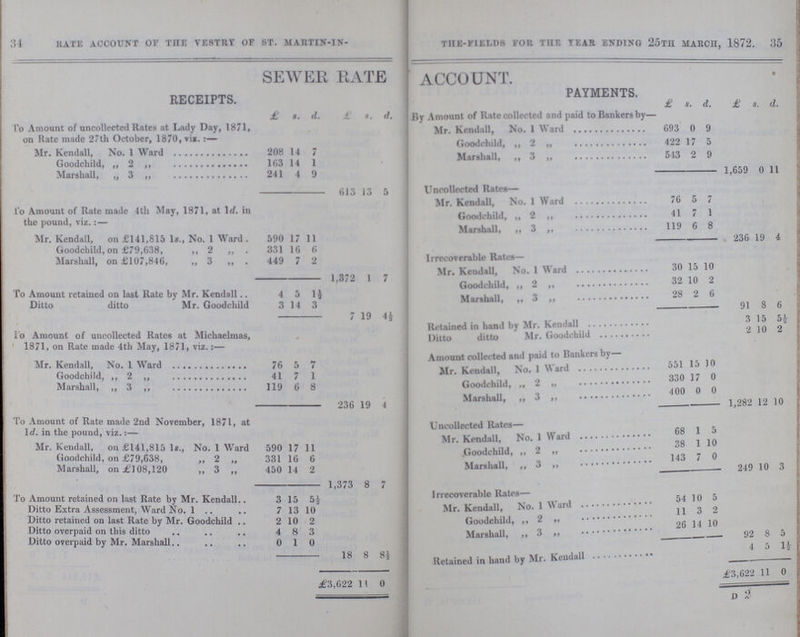 34 RATE ACCOUNT OF THE VESTRY OF ST. MARTIN-IN-
SEWER RATE
RECEIPTS.
£ s. d. £ s. d.
To Amount of uncollected Rates at Lady Day, 1871,
on Rate made 27th October, 1870, viz. :—
Mr. Kendall, No. 1 Ward .............. 208 14 7
Goodchild, ,, 2 ,, .............. 163 14 1
Marshall, ,, 3 ,, .............. 241 4 9
613 13 5
To Amount of Rate made 4th May, 1871, at 1d. in
the pound, viz. :—
Mr. Kendall, on £141,815 1s., No. 1 Ward . 590 17 11
Goodchild, on £79,638, ,, 2 ,, . 331 16 6
Marshall, on £107,846, ,, 3 ,, . 449 7 2
1,372 1 7
To Amount retained on last Rate by Mr. Kendall .. 4 5 1½
Ditto ditto Mr. Goodchild 3 14 3
7 19 4½
To Amount of uncollected Rates at Michaelmas,
1871, on Rate made 4th May, 1871, viz. :—
Mr. Kendall, No. 1 Ward .............. 76 5 7
Goodchild, ,, 2 ,, .............. 41 7 1
Marshall, ,, 3 ,, .............. 119 6 8
236 19 4
To Amount of Rate made 2nd November, 1871, at
1d. in the pound, viz. :—
Mr. Kendall, on £141,815 1s., No. 1 Ward 590 17 11
Goodchild, on £79,638, ,, 2 ,, 331 16 6
Marshall, on £108,120 ,, 3 ,, 450 14 2
1,373 8 7
To Amount retained on last Rate by Mr. Kendall.. 3 15 5½
Ditto Extra Assessment, Ward No. 1 .. .. 7 13 10
Ditto retained on last Rate by Mr. Goodchild .. 2 10 2
Ditto overpaid on this ditto .. .. .. 4 8 3
Ditto overpaid by Mr. Marshall.. .. .. 0 1 0
18 8 8½
£3,622 11 0
THE-FIELDS FOR THE YEAR ENDING 25TH MARCH, 1872. 35
ACCOUNT.
PAYMENTS.
£ s. d. £ s. d.
By Amount of Rate collected and paid to Bankers by—
Mr. Kendall, No. 1 Ward .............. 693 0 9
Goodchild, ,, 2 ,, .............. 422 17 5
Marshall, ,, 3 ,, .............. 543 2 9
1,659 0 11
Uncollected Rates—
Mr. Kendall, No. 1 Ward .............. 76 5 7
Goodchild, ,, 2 ,, .............. 41 7 1
Marshall, ,, 3 ,, .............. 119 6 8
236 19 4
Irrecoverable Rates—
Mr. Kendall, No. 1 Ward .............. 30 15 10
Goodchild, ,, 2 ,, .............. 32 10 2
Marshall, ,, 3 ,, .............. 28 2 6
91 8 6
Retained in hand by Mr. Kendall .............. 3 15 5½
Ditto ditto Mr. Goodchild .............. 2 10 2
Amount collected and paid to Bankers by—
Mr. Kendall, No. 1 Ward .............. 551 15 10
Goodchild, ,, 2 ,, .............. 330 17 0
Marshall, ,, 3 ,, .............. 400 0 0
1,282 12 10
Uncollected Rates—
Mr. Kendall, No. 1 Ward .............. 68 1 5
Goodchild, ,, 2 ,, .............. 38 1 10
Marshall, ,, 3 ,, .............. 143 7 0
249 10 3
Irrecoverable Rates—
Mr. Kendall, No. 1 Ward .............. 54 10 5
Goodchild, ,, 2 ,, .............. 11 3 2
Marshall, ,, 3 ,, .............. 26 14 10
92 8 5
Retained in hand by Mr. Kendall .............. 4 5 1½
£3,622 11 0
D 2